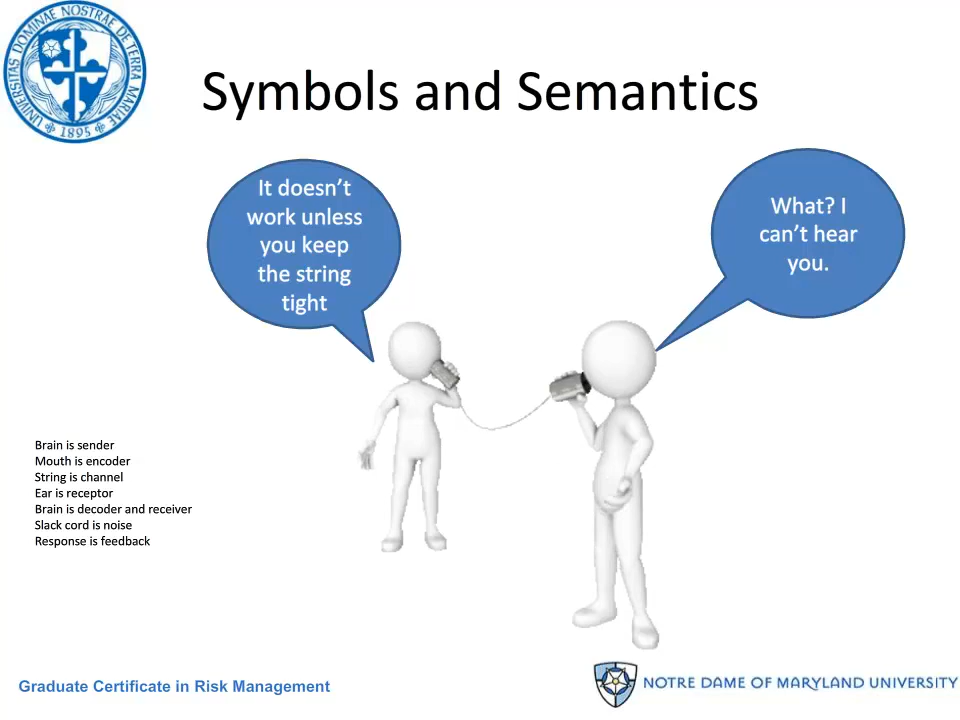 UNIVERSITAS DOMINAE NOSTRAE DE TERRA MARIAE
1895
Symbols and Semantics
It doesn’t
work unless
you keep
the string
tight
What? I
can’t hear
you.
Brain is sender
Mouth is encoder
String is channel
Ear is receptor
Brain is decoder and receiver
Slack cord is noise
Response is feedback
Graduate Certificate in Risk Management
NOTRE DAME OF MARYLAND UNIVERSITY